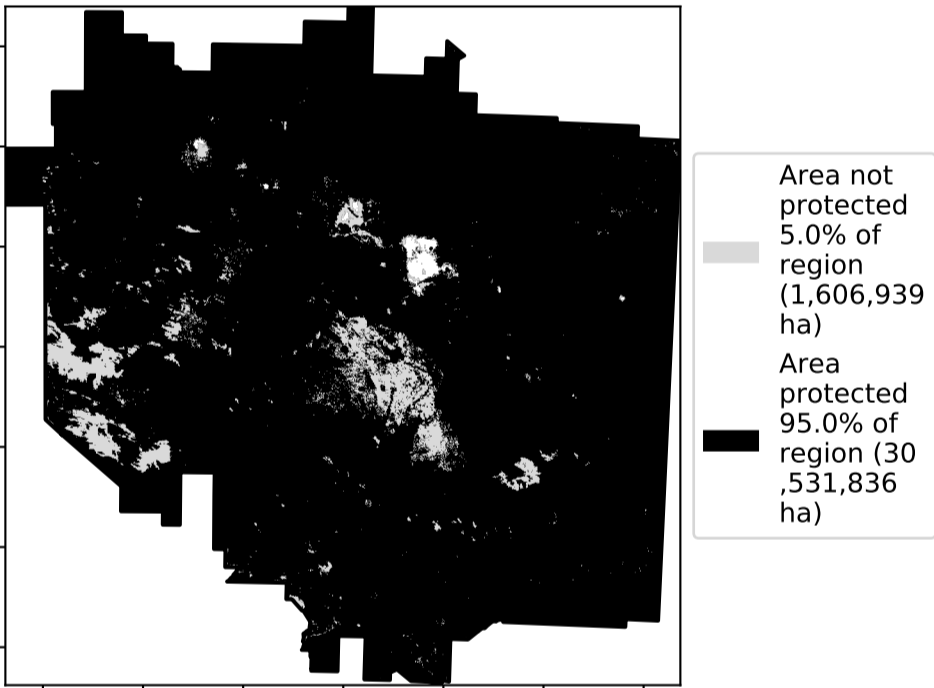 Area not
protected
5.0% of
region
(1,606,939
ha)
Area
protected
95.0% of
region (30
,531,836
ha)